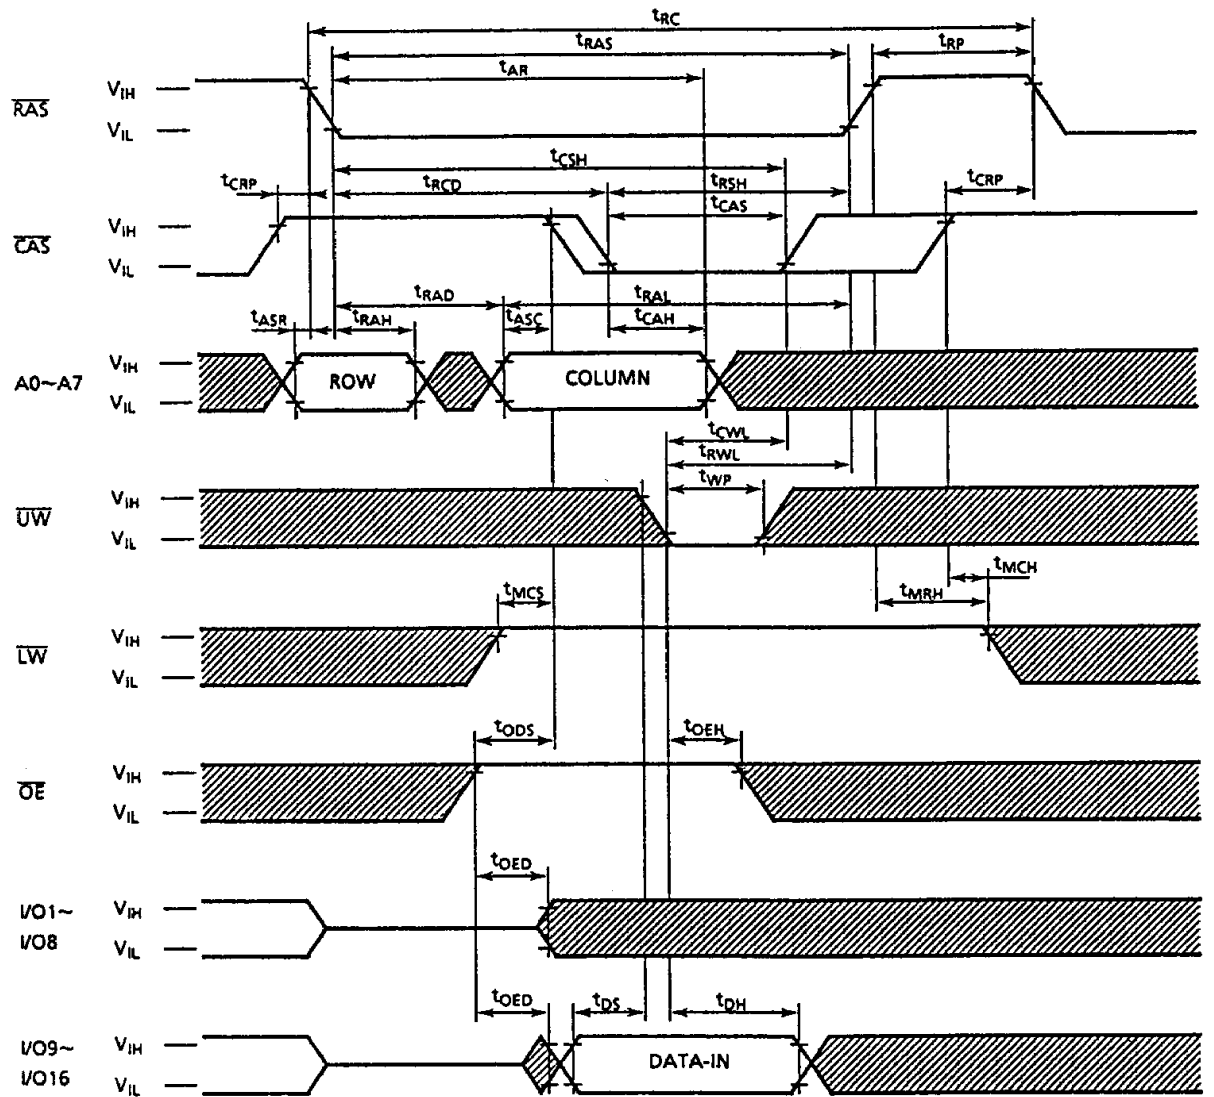 tRC
tRAS
tRP
tAR
RAS
VIH
VIL
tCSH
tCRP
tRCD
tRSH
tCRP
tCAS
CAS
VIH
VIL
tRAD
tRAL
tASR
tRAH
tASC
tCAH
A0~A7
VIH
VIL
ROW
COLUMN
tCWL
tRWL
tWP
UW
VIH
VIL
tMCH
tMCS
tMRH
LW
VIH
VIL
tODS
tOEH
OE
VIH
VIL
tOED
I/O1~
I/O8
VIH
VIL
tOED
tDS
tDH
I/O9~
I/O16
VIH
VIL
DATA-IN